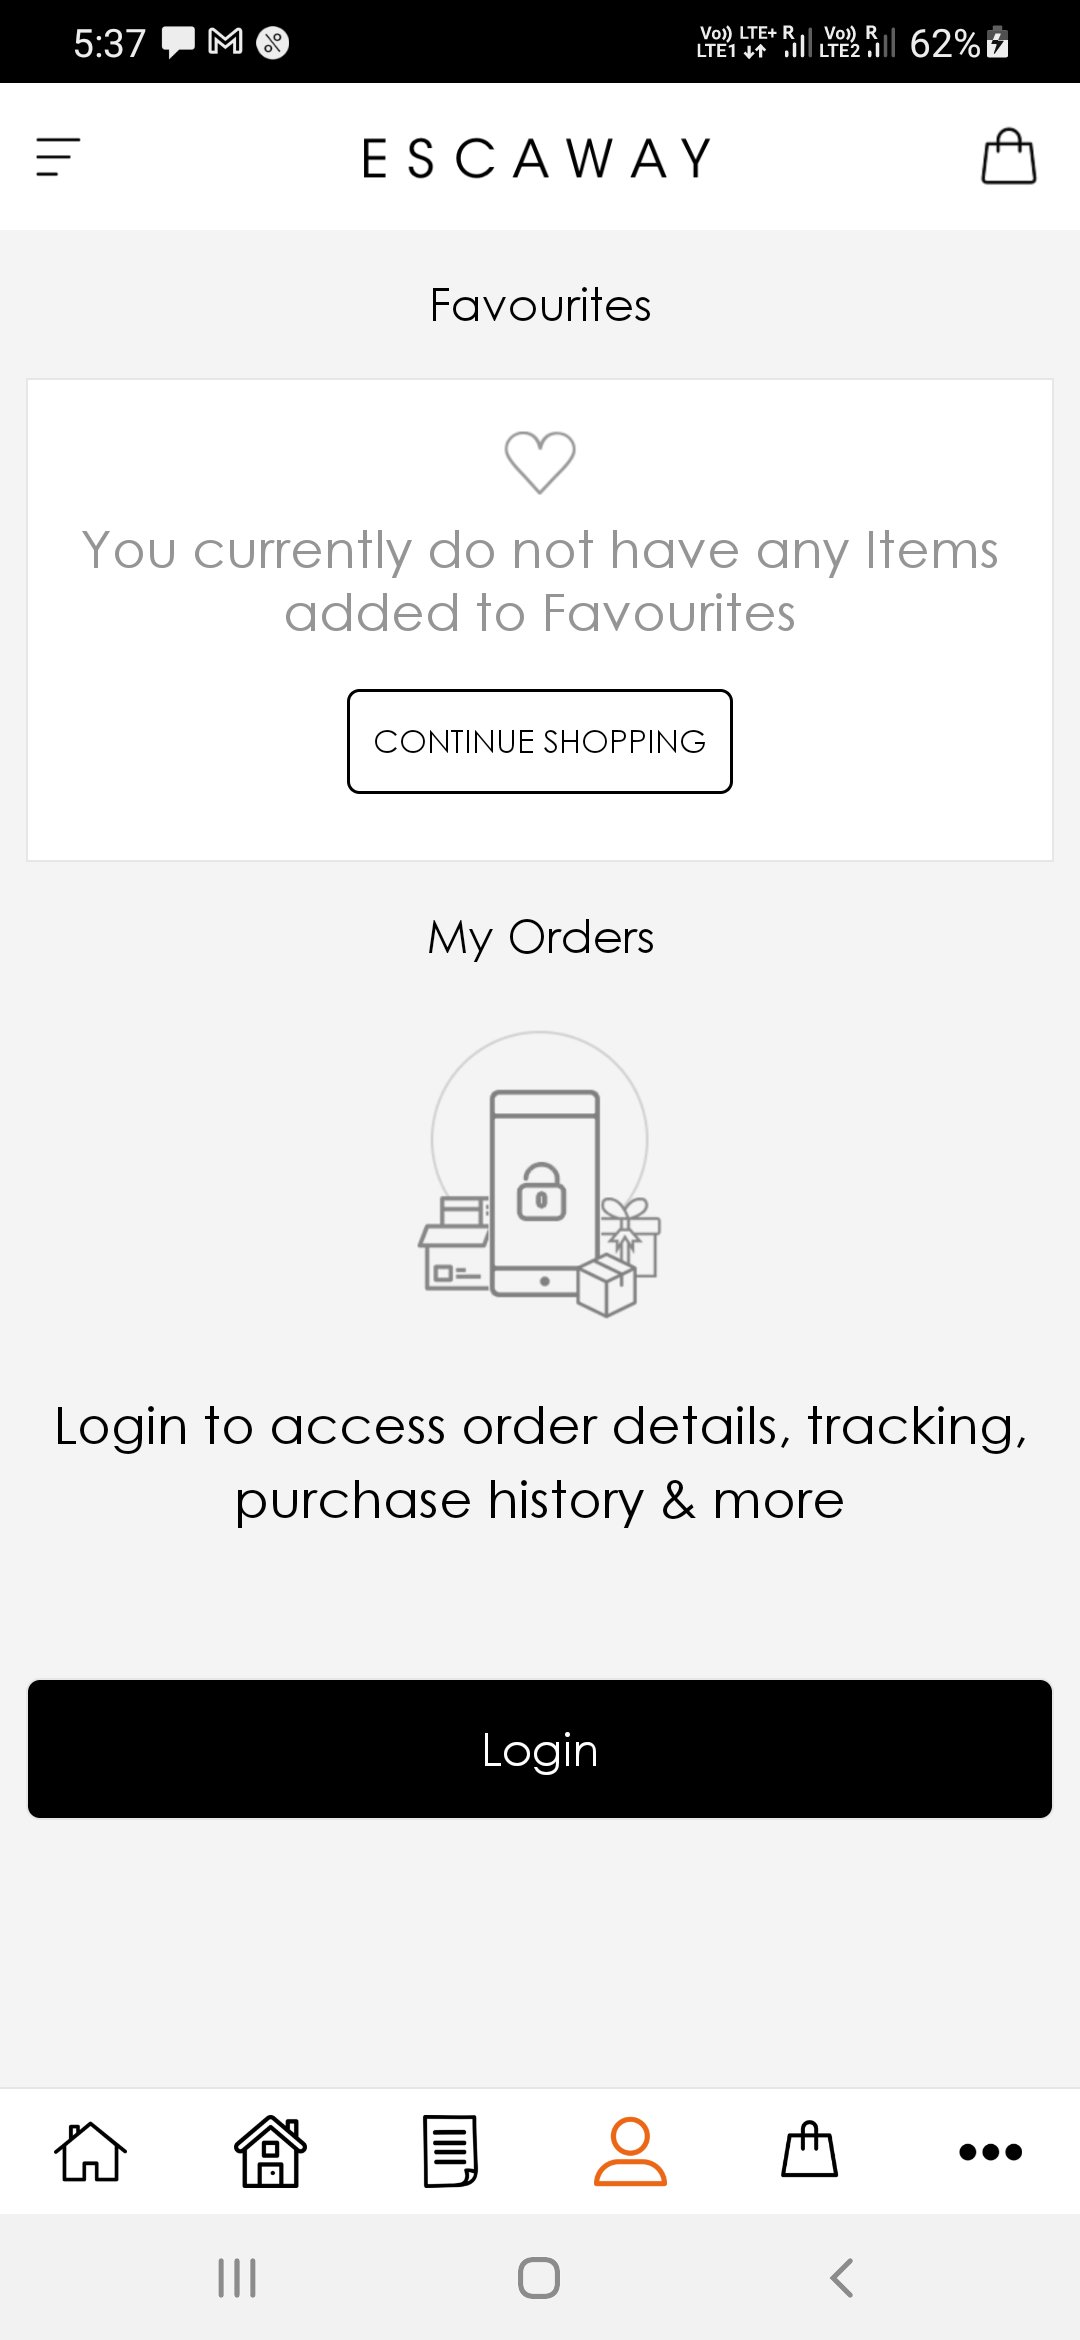 5:37
Vo)) LTE+ R Vo)) R
LTE1 LTE2 62%
ESCAWAY
Favourites
You currently do not have any Items
added to Favourites
CONTINUE SHOPPING
My Orders
Login to access order details, tracking,
purchase history & more
Login